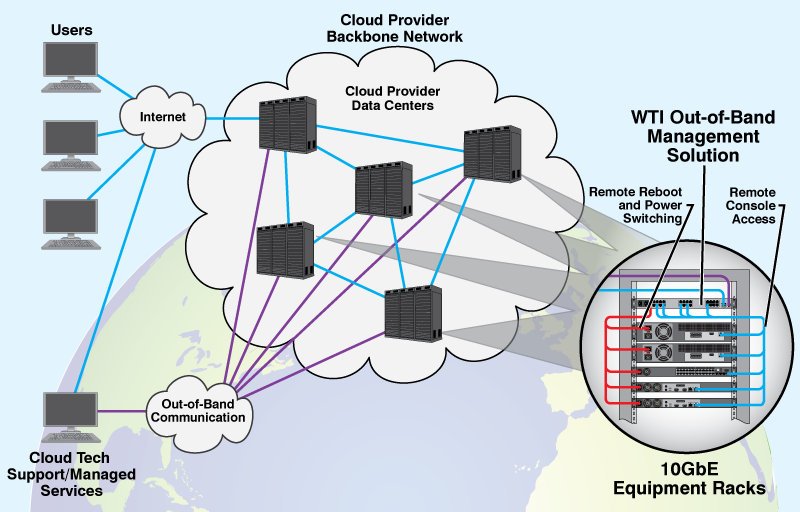 Users
Cloud Provider
Backbone Network
Cloud Provider
Data Centers
Internet
WTI Out-of-Band
Management
Solution
Remote Reboot
and Power
Switching
Remote
Console
Access
Out-of-Band
Communication
Cloud Tech
Support/Managed
Services
10GbE
Equipment Racks